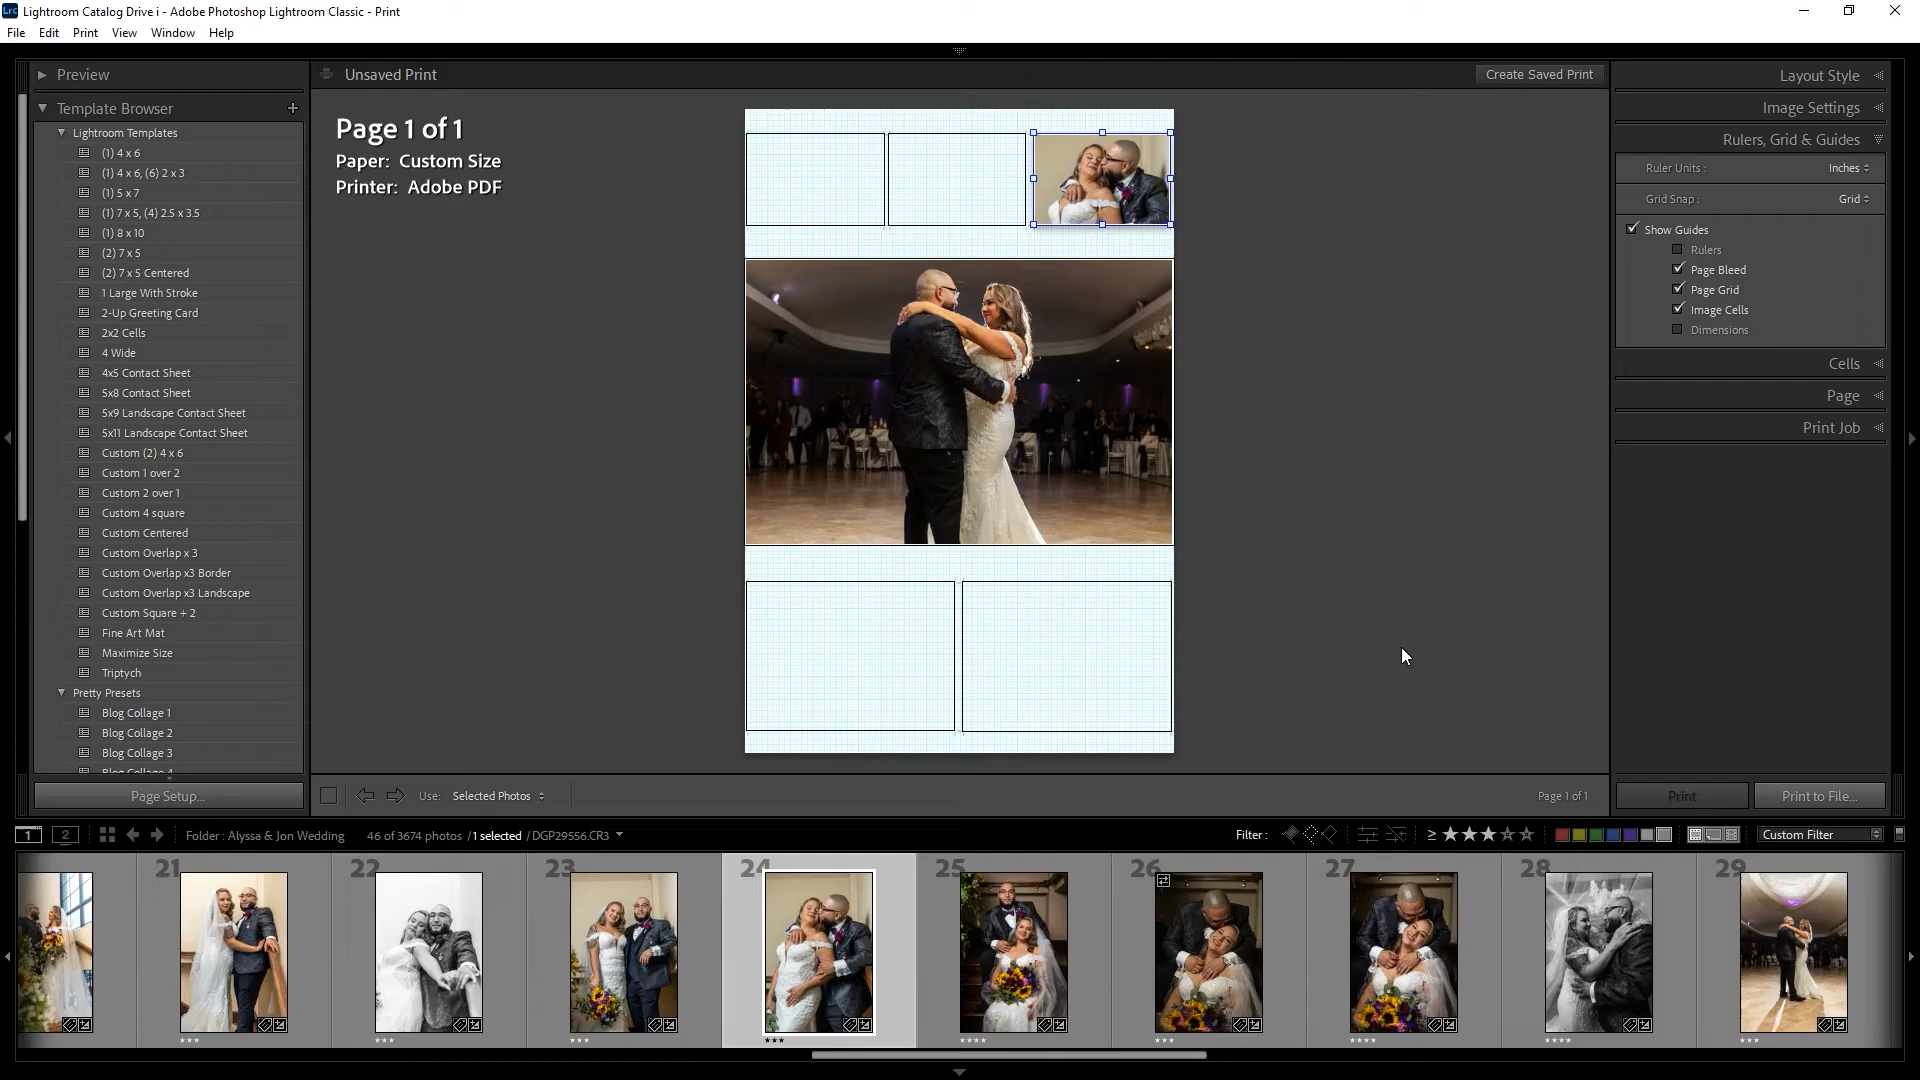 Lrc Lightroom Catalog Drive i - Adobe Photoshop Lightroom Classic - Print
File Edit Print View Window Help
Preview
Unsaved Print
Create Saved Print
Layout Style
Template Browser +
Image Settings
Page 1 of 1
Paper: Custom Size
Printer: Adobe PDF
Lightroom Templates
(1) 4 x 6
(1) 4 x 6, (6) 2 x 3
(1) 5 x 7
(1) 7 x 5, (4) 2.5 x 3.5
(1) 8 x 10
(2) 7 x 5
(2) 7 x 5 Centered
1 Large With Stroke
2-Up Greeting Card
2x2 Cells
4 Wide
4x5 Contact Sheet
5x8 Contact Sheet
5x9 Landscape Contact Sheet
5x11 Landscape Contact Sheet
Custom (2) 4 x 6
Custom 1 over 2
Custom 2 over 1
Custom 4 square
Custom Centered
Custom Overlap x 3
Custom Overlap x3 Border
Custom Overlap x3 Landscape
Custom Square + 2
Fine Art Mat
Maximize Size
Triptych
Pretty Presets
Blog Collage 1
Blog Collage 2
Blog Collage 3
Blog Collage 4
Rulers, Grid & Guides
Ruler Units : Inches
Grid Snap : Grid
Show Guides
Rulers
Page Bleed
Page Grid
Image Cells
Dimensions
Cells
Page
Print Job
Page Setup...
Use: Selected Photos
Page 1 of 1
Print
Print to File...
1 2 Folder : Alyssa & Jon Wedding 46 of 3674 photos / 1 selected / DGP29556.CR3
Filter : ≥ ★★★☆☆ Custom Filter
21 22 23 24 25 26 27 28 29